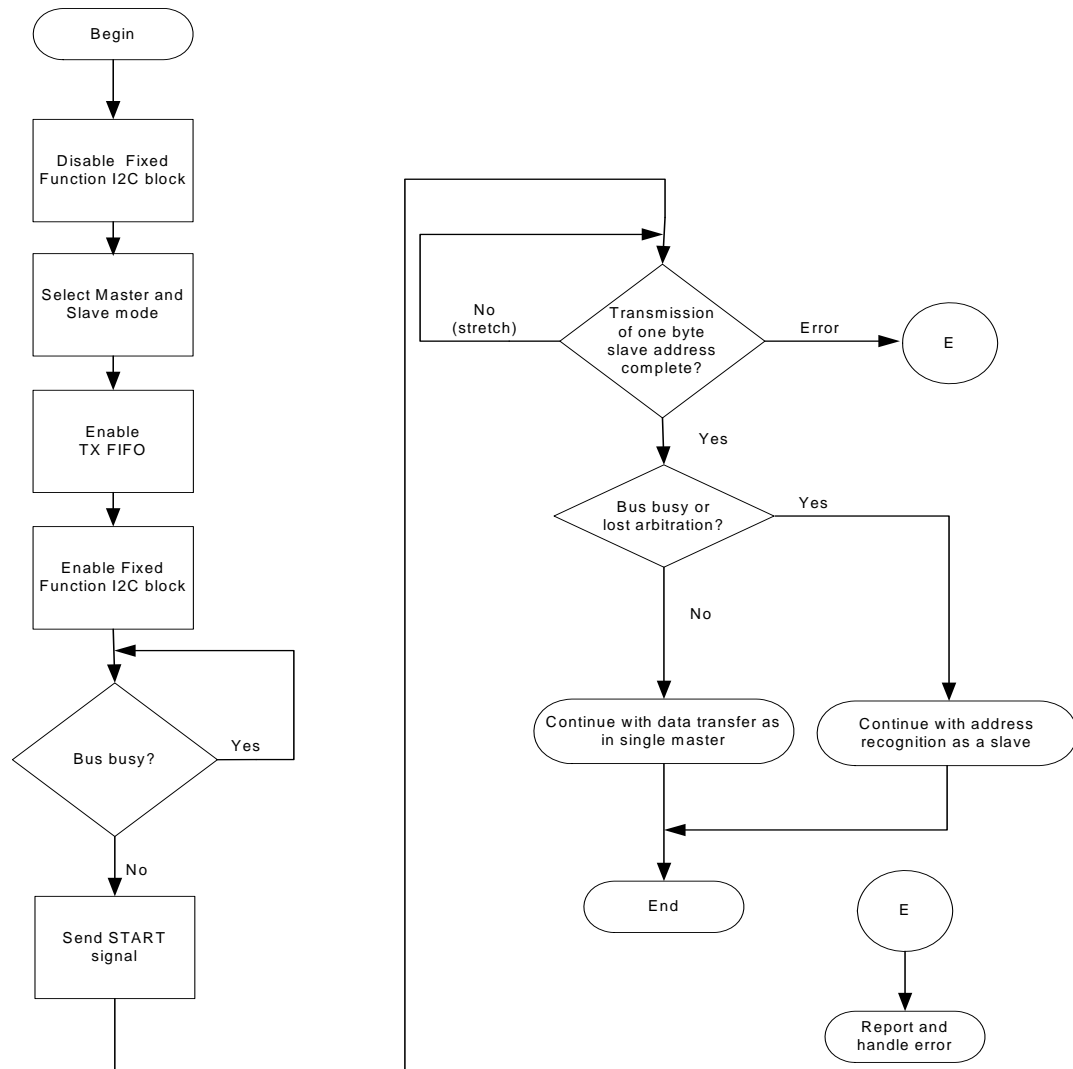 Begin
Disable Fixed
Function I2C block
Select Master and
Slave mode
Enable
TX FIFO
Enable Fixed
Function I2C block
Bus busy?
Yes
No
Send START
signal
No
(stretch)
Transmission
of one byte
slave address
complete?
Error
E
Yes
Bus busy or
lost arbitration?
Yes
No
Continue with data transfer as
in single master
Continue with address
recognition as a slave
End
E
Report and
handle error